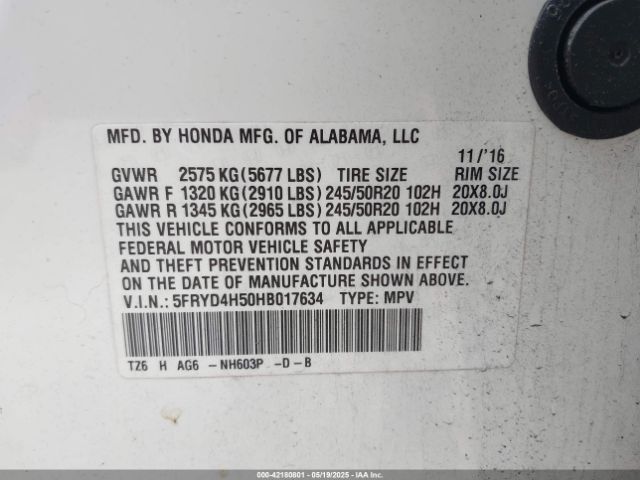 MFD. BY HONDA MFG. OF ALABAMA, LLC
11/'16
GVWR 2575 KG (5677 LBS) TIRE SIZE RIM SIZE
GAWR F 1320 KG (2910 LBS) 245/50R20 102H 20X8.0J
GAWR R 1345 KG (2965 LBS) 245/50R20 102H 20X8.0J
THIS VEHICLE CONFORMS TO ALL APPLICABLE
FEDERAL MOTOR VEHICLE SAFETY
AND THEFT PREVENTION STANDARDS IN EFFECT
ON THE DATE OF MANUFACTURE SHOWN ABOVE.
V.I.N.: 5FRYD4H50HB017634 TYPE: MPV
TZ6 H AG6 -NH603P -D-B
000-42180801 - 05/19/2025 - IAAI.COM